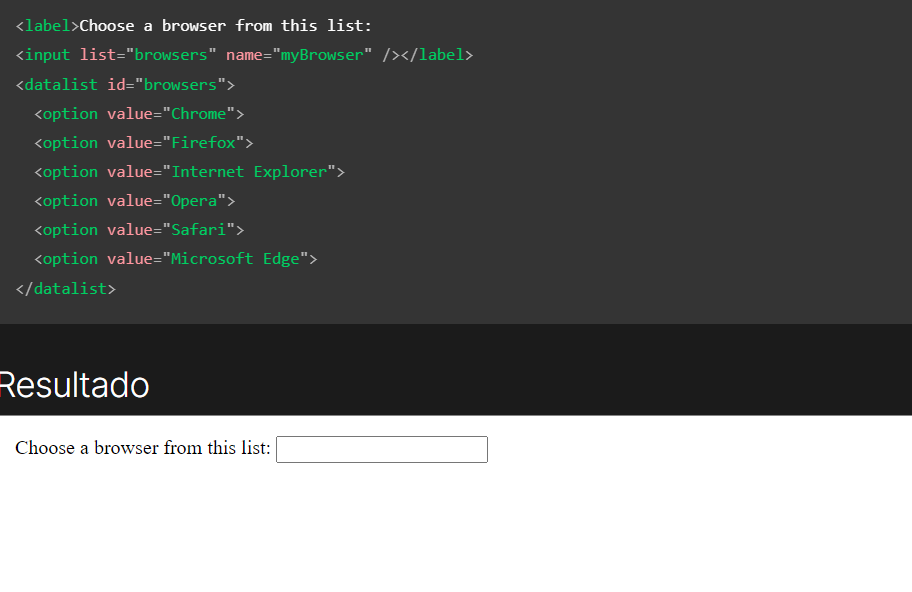 <label>Choose a browser from this list:
<input list="browsers" name="myBrowser" /></label>
<datalist id="browsers">
  <option value="Chrome">
  <option value="Firefox">
  <option value="Internet Explorer">
  <option value="Opera">
  <option value="Safari">
  <option value="Microsoft Edge">
</datalist>
Resultado
Choose a browser from this list: